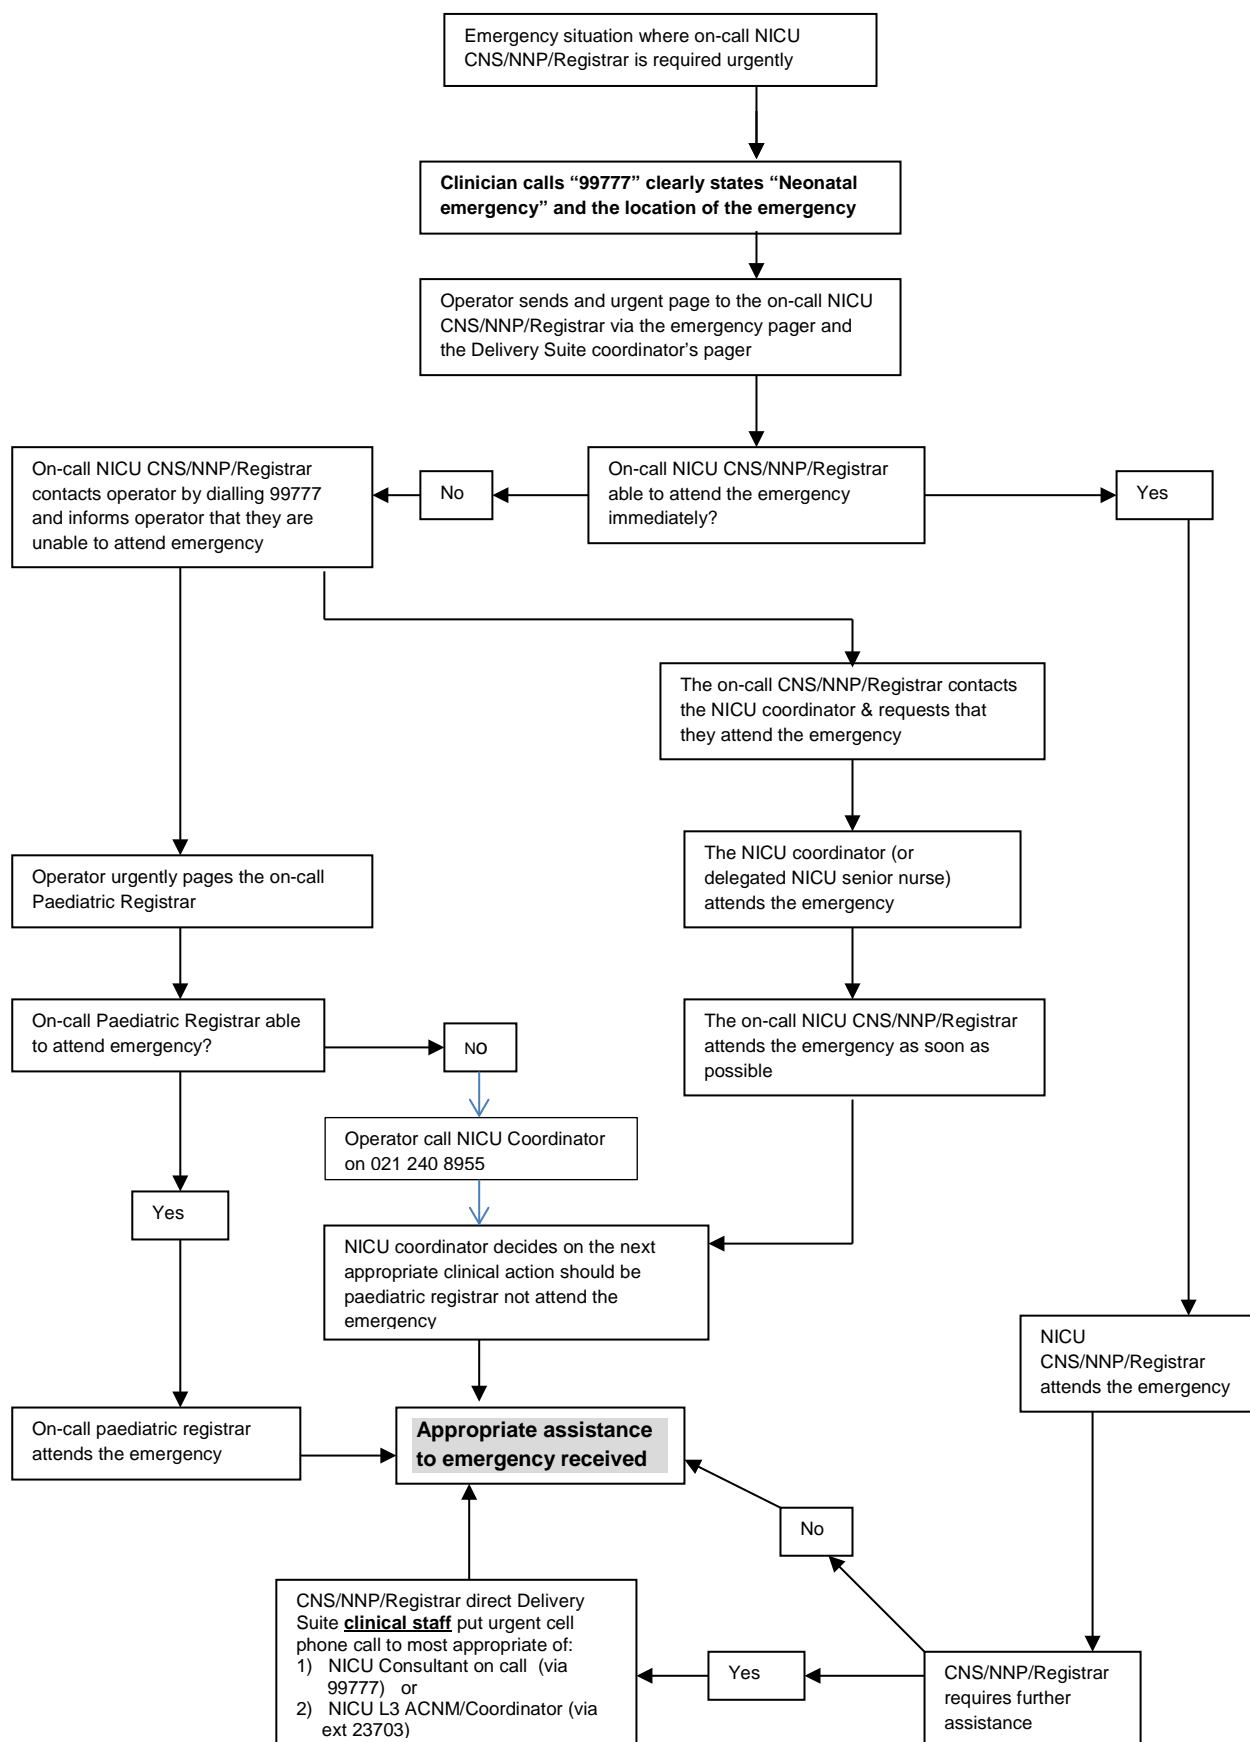 Emergency situation where on-call NICU
CNS/NNP/Registrar is required urgently
Clinician calls “99777” clearly states “Neonatal
emergency” and the location of the emergency
Operator sends and urgent page to the on-call NICU
CNS/NNP/Registrar via the emergency pager and
the Delivery Suite coordinator’s pager
On-call NICU CNS/NNP/Registrar
contacts operator by dialling 99777
and informs operator that they are
unable to attend emergency
No
On-call NICU CNS/NNP/Registrar
able to attend the emergency
immediately?
Yes
The on-call CNS/NNP/Registrar contacts
the NICU coordinator & requests that
they attend the emergency
The NICU coordinator (or
delegated NICU senior nurse)
attends the emergency
Operator urgently pages the on-call
Paediatric Registrar
On-call Paediatric Registrar able
to attend emergency?
NO
The on-call NICU CNS/NNP/Registrar
attends the emergency as soon as
possible
Operator call NICU Coordinator
on 021 240 8955
Yes
NICU coordinator decides on the next
appropriate clinical action should be
paediatric registrar not attend the
emergency
NICU
CNS/NNP/Registrar
attends the emergency
On-call paediatric registrar
attends the emergency
Appropriate assistance
to emergency received
No
CNS/NNP/Registrar direct Delivery
Suite clinical staff put urgent cell
phone call to most appropriate of:
1) NICU Consultant on call (via
99777) or
2) NICU L3 ACNM/Coordinator (via
ext 23703)
Yes
CNS/NNP/Registrar
requires further
assistance